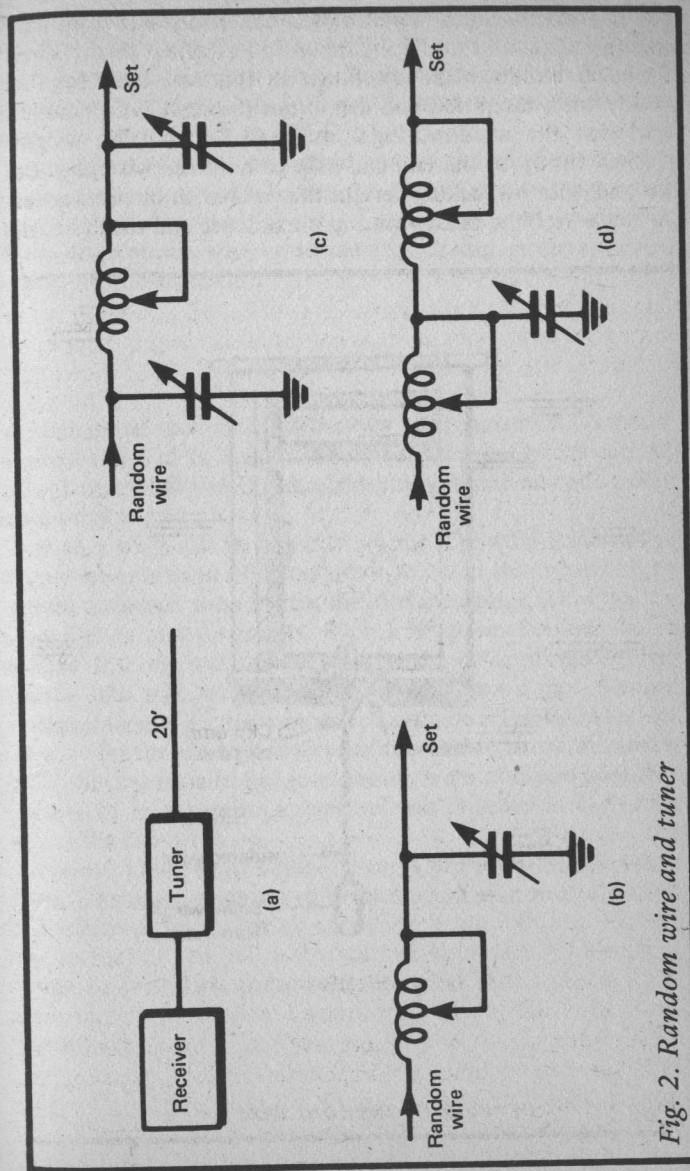 Receiver
Tuner
20'
(a)
Random
wire
Set
(b)
Random
wire
Set
(c)
Random
wire
Set
(d)
Fig. 2. Random wire and tuner